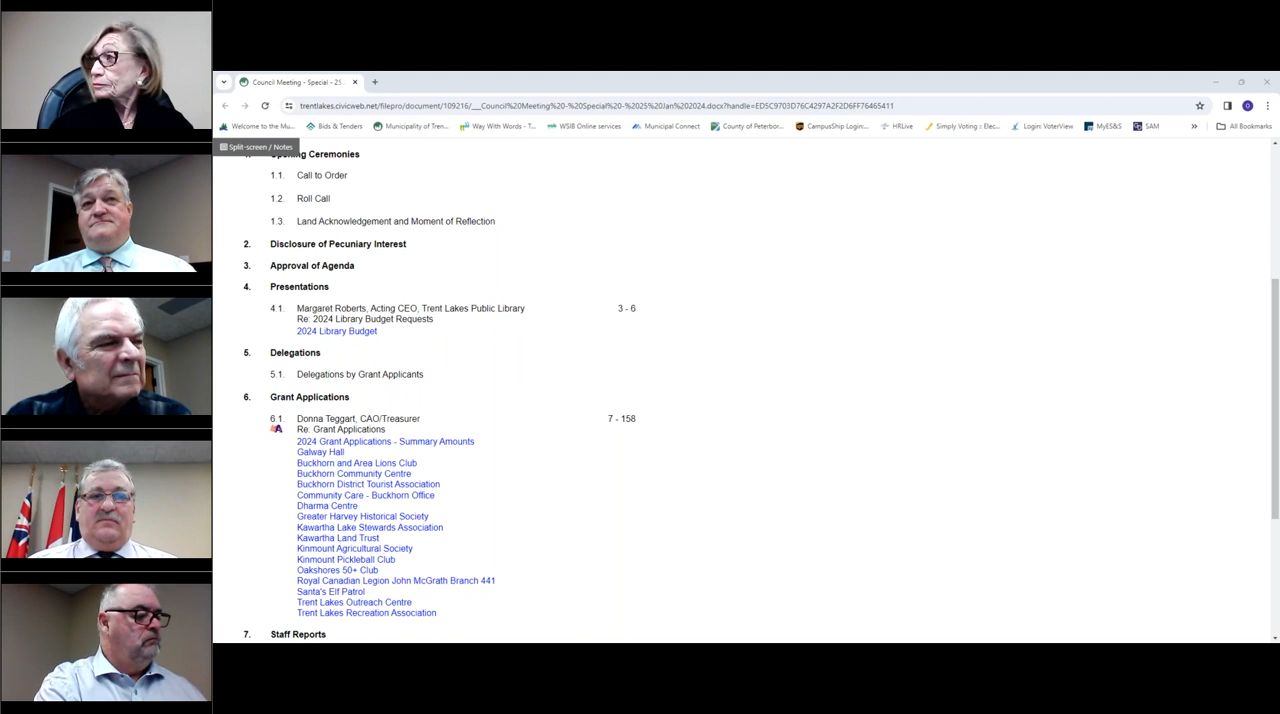 Council Meeting - Special - 25
trentlakes.civicweb.net/filepro/document/109216/__Council%20Meeting%20-%20Special%20-%2025%20Jan%202024.docx?handle=ED5C9703D76C4297A2F2D6FF76465411
Welcome to the Mu...
Bids & Tenders
Municipality of Tren...
Way With Words - T...
WSIB Online services
Municipal Connect
County of Peterbor...
CampusShip Login:...
HRLive
Simply Voting : Elec...
Login: VoterView
MyES&S
SAM
»
All Bookmarks
Split-screen / Notes
1. Opening Ceremonies
1.1. Call to Order
1.2. Roll Call
1.3. Land Acknowledgement and Moment of Reflection
2. Disclosure of Pecuniary Interest
3. Approval of Agenda
4. Presentations
4.1. Margaret Roberts, Acting CEO, Trent Lakes Public Library 3 - 6
Re: 2024 Library Budget Requests
2024 Library Budget
5. Delegations
5.1. Delegations by Grant Applicants
6. Grant Applications
6.1. Donna Teggart, CAO/Treasurer 7 - 158
Re: Grant Applications
2024 Grant Applications - Summary Amounts
Galway Hall
Buckhorn and Area Lions Club
Buckhorn Community Centre
Buckhorn District Tourist Association
Community Care - Buckhorn Office
Dharma Centre
Greater Harvey Historical Society
Kawartha Lake Stewards Association
Kawartha Land Trust
Kinmount Agricultural Society
Kinmount Pickleball Club
Oakshores 50+ Club
Royal Canadian Legion John McGrath Branch 441
Santa's Elf Patrol
Trent Lakes Outreach Centre
Trent Lakes Recreation Association
7. Staff Reports